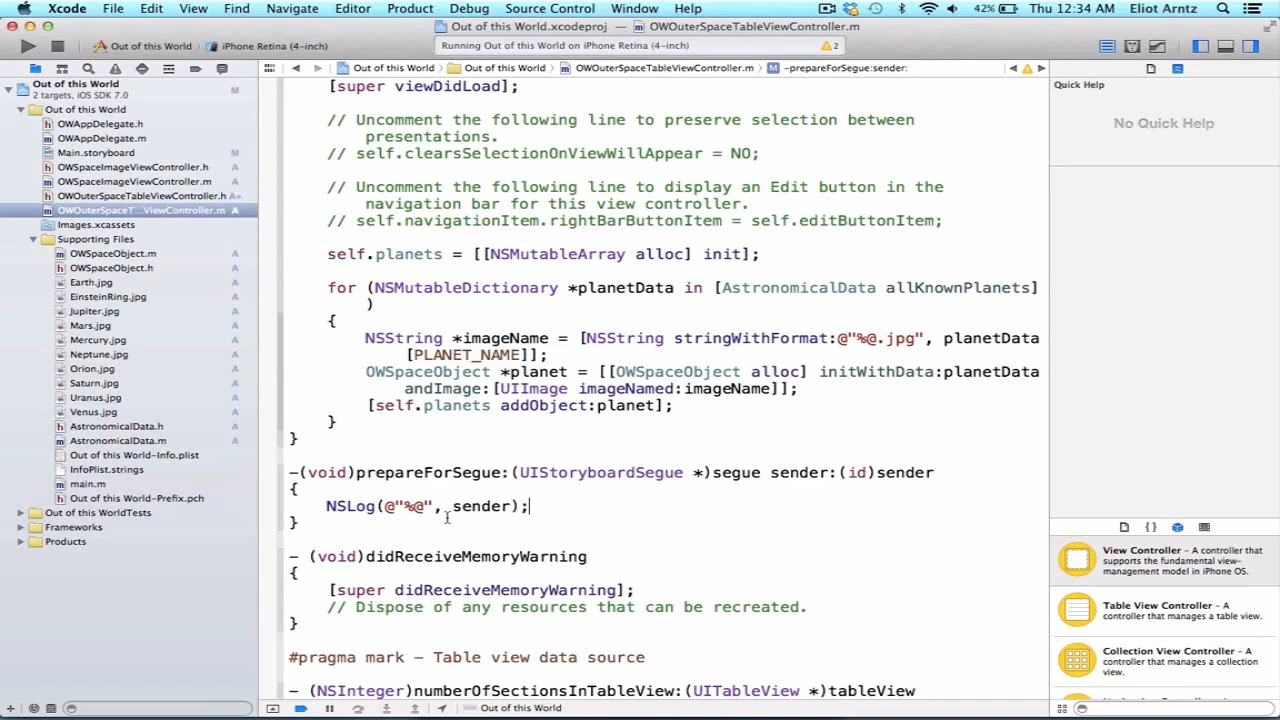 Xcode File Edit View Find Navigate Editor Product Debug Source Control Window Help 42% Thu 12:34 AM Eliot Arntz
Out of this World.xcodeproj — OWOuterSpaceTableViewController.m
Out of this World iPhone Retina (4-inch) Running Out of this World on iPhone Retina (4-inch) 2
Out of this World Out of this World OWOuterSpaceTableViewController.m -prepareForSegue:sender:
Out of this World M
2 targets, iOS SDK 7.0
Out of this World
OWAppDelegate.h
OWAppDelegate.m
Main.storyboard M
OWSpaceImageViewController.h A
OWSpaceImageViewController.m A
OWOuterSpaceTableViewController.h A+
OWOuterSpaceT...ViewController.m A
Images.xcassets
Supporting Files
OWSpaceObject.m A
OWSpaceObject.h A
Earth.jpg A
EinsteinRing.jpg A
Jupiter.jpg A
Mars.jpg A
Mercury.jpg A
Neptune.jpg A
Orion.jpg A
Saturn.jpg A
Uranus.jpg A
Venus.jpg A
AstronomicalData.h A
AstronomicalData.m A
Out of this World-Info.plist
InfoPlist.strings
main.m
Out of this World-Prefix.pch
Out of this WorldTests
Frameworks
Products
[super viewDidLoad];
// Uncomment the following line to preserve selection between
presentations.
// self.clearsSelectionOnViewWillAppear = NO;
// Uncomment the following line to display an Edit button in the
navigation bar for this view controller.
// self.navigationItem.rightBarButtonItem = self.editButtonItem;
self.planets = [[NSMutableArray alloc] init];
for (NSMutableDictionary *planetData in [AstronomicalData allKnownPlanets]
)
{
NSString *imageName = [NSString stringWithFormat:@"%@.jpg", planetData
[PLANET_NAME]];
OWSpaceObject *planet = [[OWSpaceObject alloc] initWithData:planetData
andImage:[UIImage imageNamed:imageName]];
[self.planets addObject:planet];
}
}
-(void)prepareForSegue:(UIStoryboardSegue *)segue sender:(id)sender
{
NSLog(@"%@", sender);
}
- (void)didReceiveMemoryWarning
{
[super didReceiveMemoryWarning];
// Dispose of any resources that can be recreated.
}
#pragma mark - Table view data source
- (NSInteger)numberOfSectionsInTableView:(UITableView *)tableView
Out of this World
Quick Help
No Quick Help
View Controller - A controller that
supports the fundamental view-
management model in iPhone OS.
Table View Controller - A
controller that manages a table view.
Collection View Controller - A
controller that manages a collection
view.